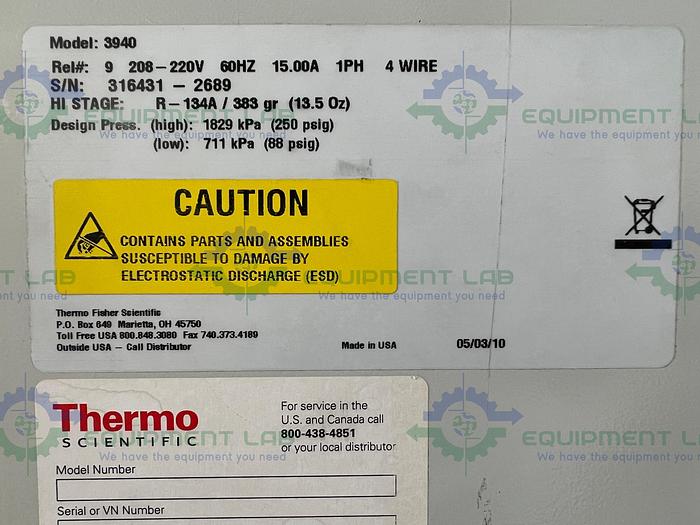 Model: 3940
Rel#: 9 208-220V 60HZ 15.00A 1PH 4 WIRE
S/N: 316431 - 2689
HI STAGE: R-134A / 383 gr (13.5 Oz)
Design Press. (high): 1829 kPa (250 psig)
(low): 711 kPa (88 psig)
CAUTION
CONTAINS PARTS AND ASSEMBLIES
SUSCEPTIBLE TO DAMAGE BY
ELECTROSTATIC DISCHARGE (ESD)
Thermo Fisher Scientific
P.O. Box 649 Marietta, OH 45750
Toll Free USA 800.848.3080 Fax 740.373.4189
Outside USA - Call Distributor
Made in USA
05/03/10
Thermo
SCIENTIFIC
For service in the
U.S. and Canada call
800-438-4851
or your local distributor
Model Number
Serial or VN Number
EQUIPMENT LAB
We have the equipment you need